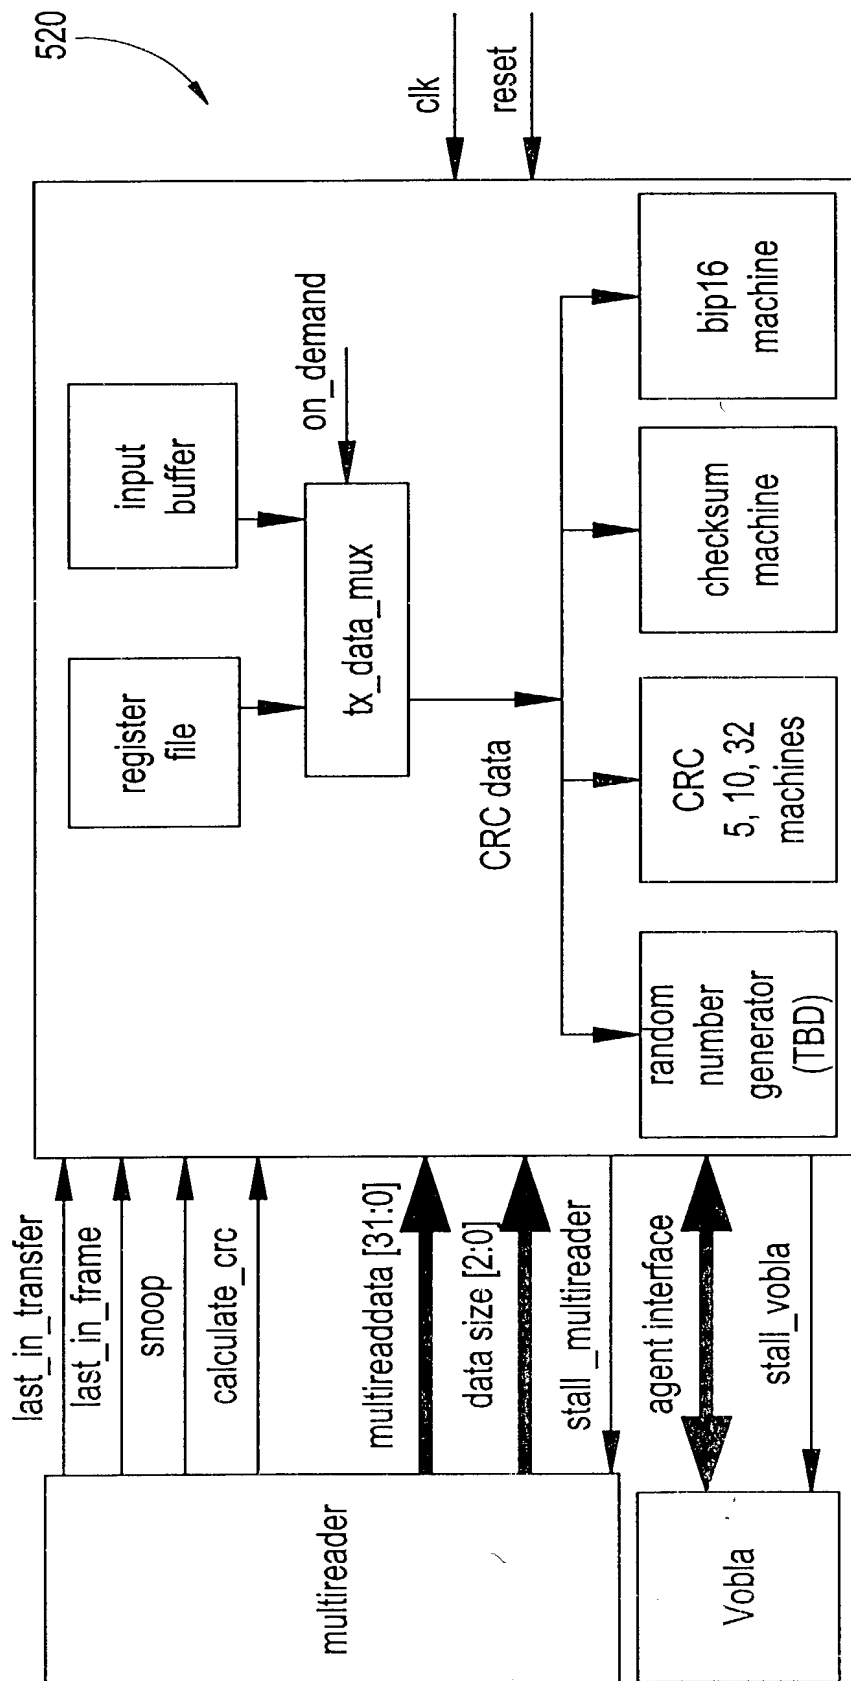 520
last_in_transfer
last_in_frame
snoop
calculate_crc
multireaddata [31:0]
data size [2:0]
stall_multireader
agent interface
stall_vobla
multireader
Vobla
register
file
input
buffer
tx_data_mux
on_demand
CRC data
random
number
generator
(TBD)
CRC
5, 10, 32
machines
checksum
machine
bip16
machine
clk
reset